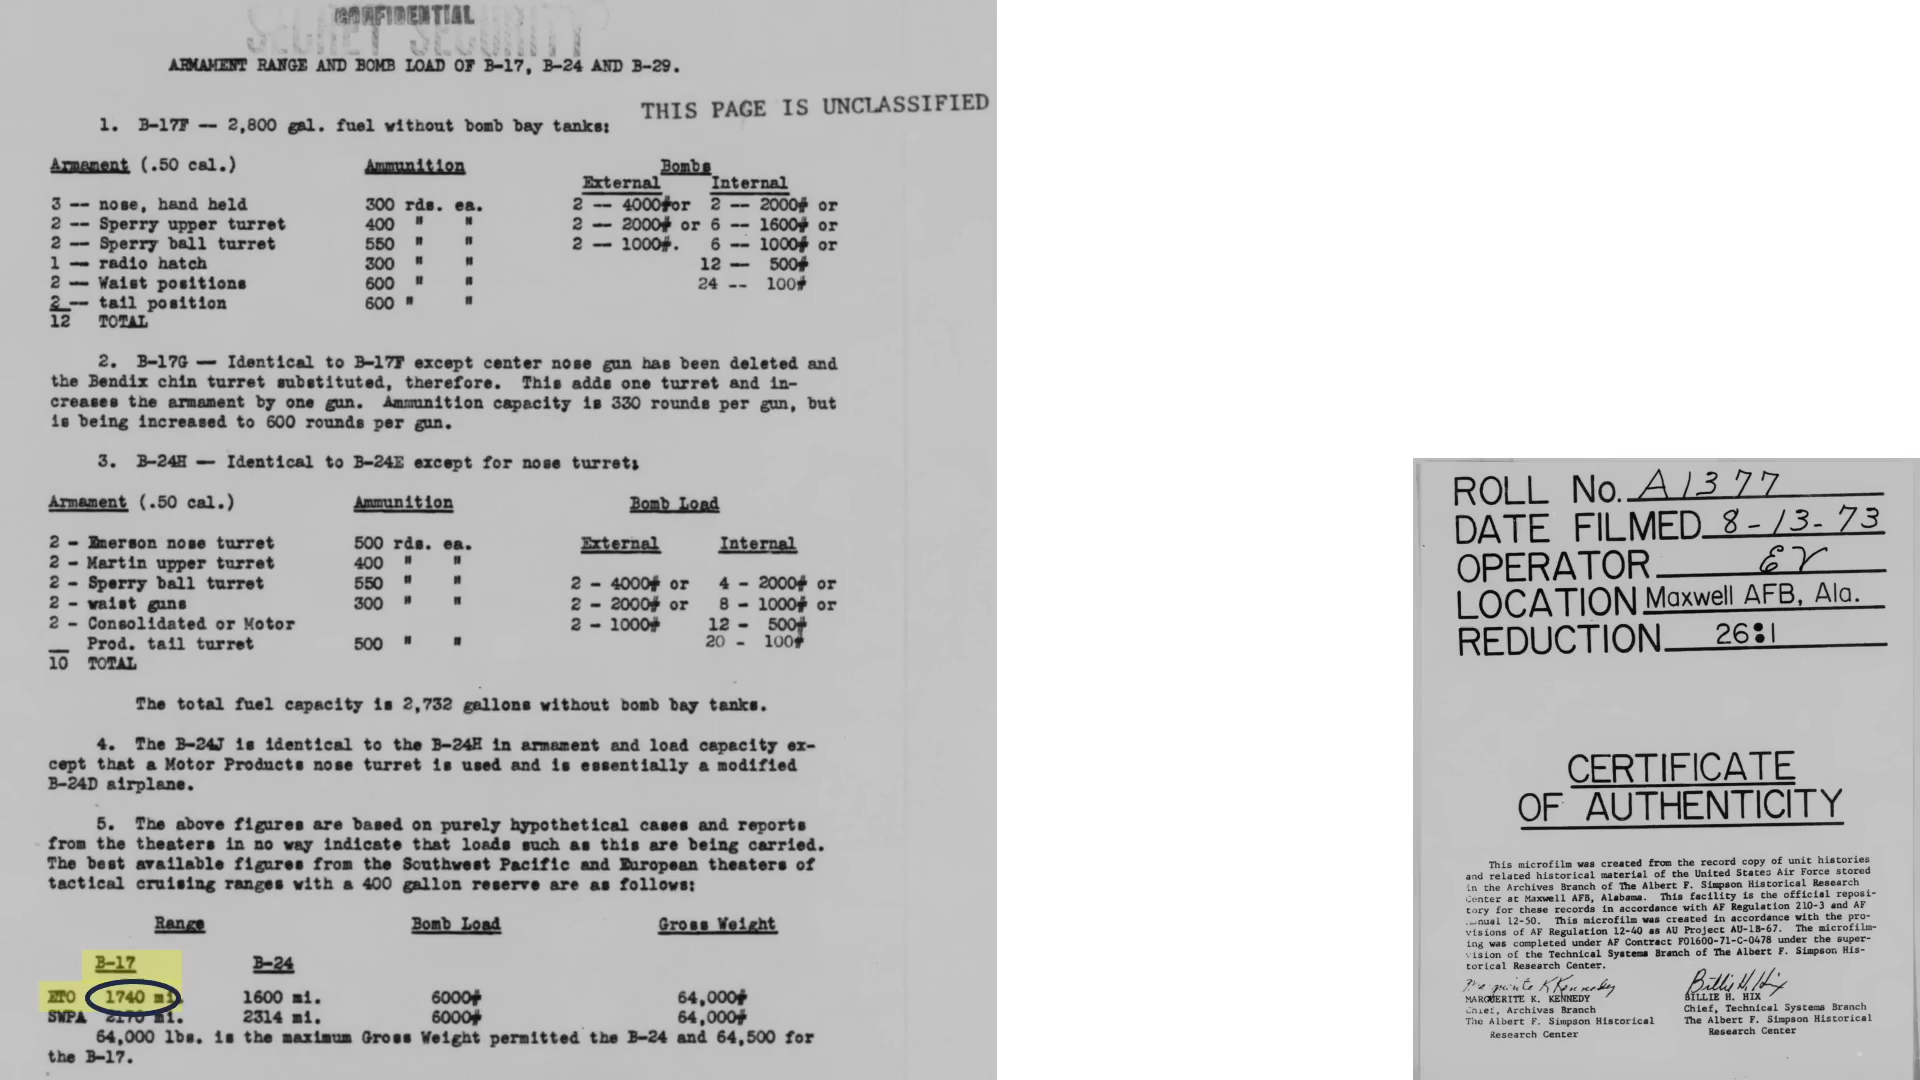 CONFIDENTIAL
SECRET SECURITY
ARMAMENT RANGE AND BOMB LOAD OF B-17, B-24 AND B-29.
THIS PAGE IS UNCLASSIFIED
1. B-17F -- 2,800 gal. fuel without bomb bay tanks:
Armament (.50 cal.) Ammunition Bombs
External Internal
3 -- nose, hand held 300 rds. ea. 2 -- 4000# or 2 -- 2000# or
2 -- Sperry upper turret 400 " " 2 -- 2000# or 6 -- 1600# or
2 -- Sperry ball turret 550 " " 2 -- 1000#. 6 -- 1000# or
1 -- radio hatch 300 " " 12 -- 500#
2 -- Waist positions 600 " " 24 -- 100#
2 -- tail position 600 " "
12 TOTAL
2. B-17G -- Identical to B-17F except center nose gun has been deleted and
the Bendix chin turret substituted, therefore. This adds one turret and in-
creases the armament by one gun. Ammunition capacity is 330 rounds per gun, but
is being increased to 600 rounds per gun.
3. B-24H -- Identical to B-24E except for nose turret:
Armament (.50 cal.) Ammunition Bomb Load
2 - Emerson nose turret 500 rds. ea. External Internal
2 - Martin upper turret 400 " "
2 - Sperry ball turret 550 " " 2 - 4000# or 4 - 2000# or
2 - waist guns 300 " " 2 - 2000# or 8 - 1000# or
2 - Consolidated or Motor 2 - 1000# 12 - 500#
Prod. tail turret 500 " " 20 - 100#
10 TOTAL
The total fuel capacity is 2,732 gallons without bomb bay tanks.
4. The B-24J is identical to the B-24H in armament and load capacity ex-
cept that a Motor Products nose turret is used and is essentially a modified
B-24D airplane.
5. The above figures are based on purely hypothetical cases and reports
from the theaters in no way indicate that loads such as this are being carried.
The best available figures from the Southwest Pacific and European theaters of
tactical cruising ranges with a 400 gallon reserve are as follows:
Range Bomb Load Gross Weight
B-17 B-24
ETO 1740 mi. 1600 mi. 6000# 64,000#
SWPA 2170 mi. 2314 mi. 6000# 64,000#
64,000 lbs. is the maximum Gross Weight permitted the B-24 and 64,500 for
the B-17.
ROLL No. A1377
DATE FILMED 8-13-73
OPERATOR EV
LOCATION Maxwell AFB, Ala.
REDUCTION 26:1
CERTIFICATE
OF AUTHENTICITY
This microfilm was created from the record copy of unit histories
and related historical material of the United States Air Force stored
in the Archives Branch of The Albert F. Simpson Historical Research
Center at Maxwell AFB, Alabama. This facility is the official reposi-
tory for these records in accordance with AF Regulation 210-3 and AF
Manual 12-50. This microfilm was created in accordance with the pro-
visions of AF Regulation 12-40 as AU Project AU-1B-67. The microfilm-
ing was completed under AF Contract F01600-71-C-0478 under the super-
vision of the Technical Systems Branch of The Albert F. Simpson His-
torical Research Center.
Marguerite K Kennedy Billie H. Hix
MARGUERITE K. KENNEDY BILLIE H. HIX
Chief, Archives Branch Chief, Technical Systems Branch
The Albert F. Simpson Historical The Albert F. Simpson Historical
Research Center Research Center